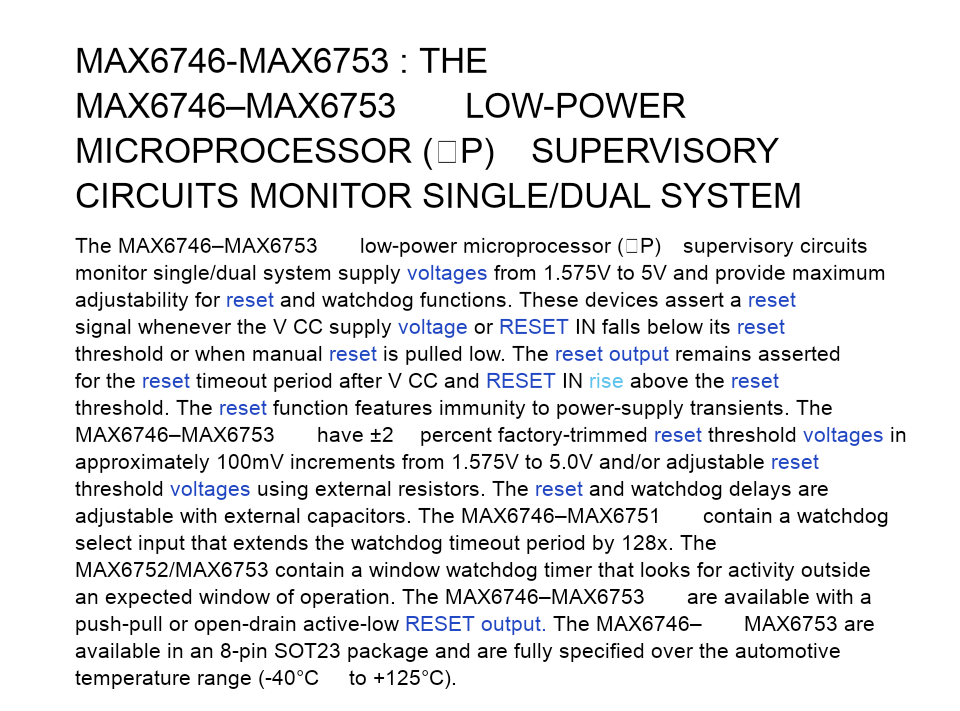 MAX6746-MAX6753 : THE
MAX6746–MAX6753 LOW-POWER
MICROPROCESSOR (□P) SUPERVISORY
CIRCUITS MONITOR SINGLE/DUAL SYSTEM
The MAX6746–MAX6753 low-power microprocessor (□P) supervisory circuits
monitor single/dual system supply voltages from 1.575V to 5V and provide maximum
adjustability for reset and watchdog functions. These devices assert a reset
signal whenever the V CC supply voltage or RESET IN falls below its reset
threshold or when manual reset is pulled low. The reset output remains asserted
for the reset timeout period after V CC and RESET IN rise above the reset
threshold. The reset function features immunity to power-supply transients. The
MAX6746–MAX6753 have ±2 percent factory-trimmed reset threshold voltages in
approximately 100mV increments from 1.575V to 5.0V and/or adjustable reset
threshold voltages using external resistors. The reset and watchdog delays are
adjustable with external capacitors. The MAX6746–MAX6751 contain a watchdog
select input that extends the watchdog timeout period by 128x. The
MAX6752/MAX6753 contain a window watchdog timer that looks for activity outside
an expected window of operation. The MAX6746–MAX6753 are available with a
push-pull or open-drain active-low RESET output. The MAX6746– MAX6753 are
available in an 8-pin SOT23 package and are fully specified over the automotive
temperature range (-40°C to +125°C).